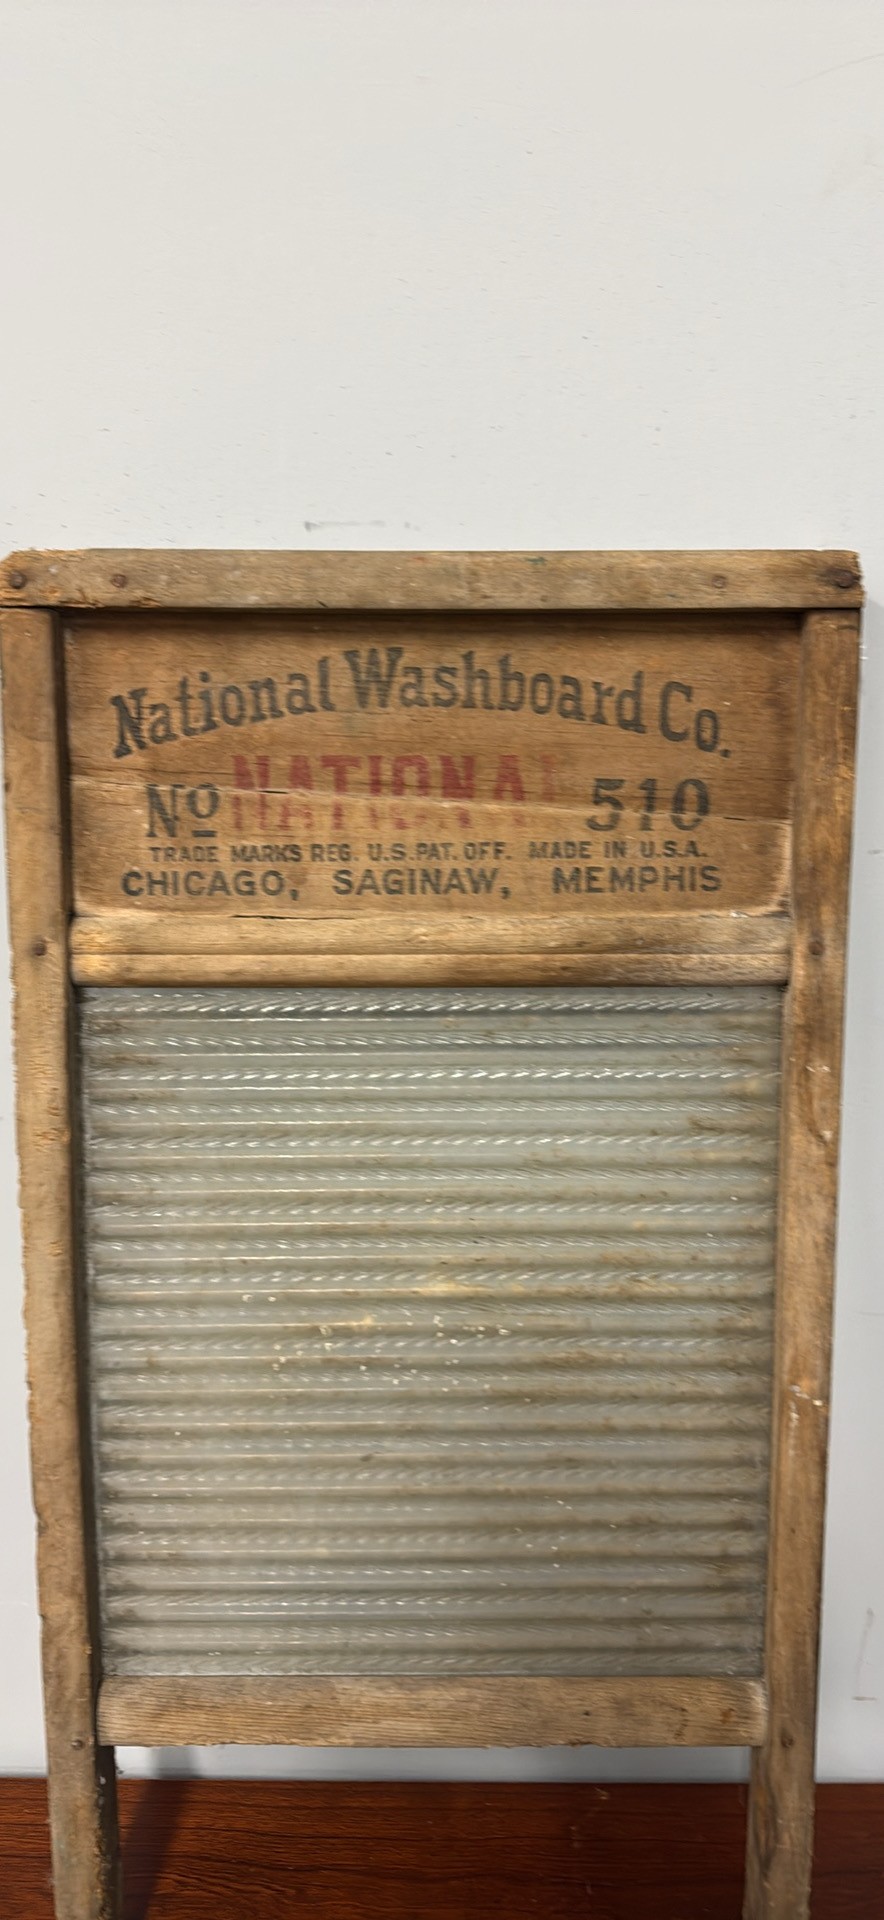 National Washboard Co.
No NATIONAL 510
TRADE MARKS REG. U.S. PAT. OFF. MADE IN U.S.A.
CHICAGO, SAGINAW, MEMPHIS